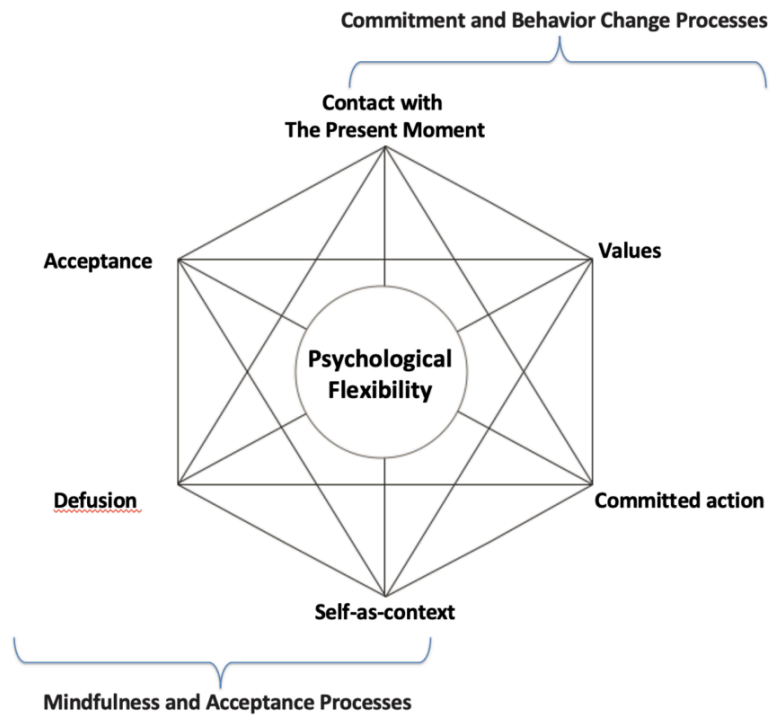 Commitment and Behavior Change Processes
Contact with
The Present Moment
Acceptance
Values
Psychological
Flexibility
Defusion
Committed action
Self-as-context
Mindfulness and Acceptance Processes